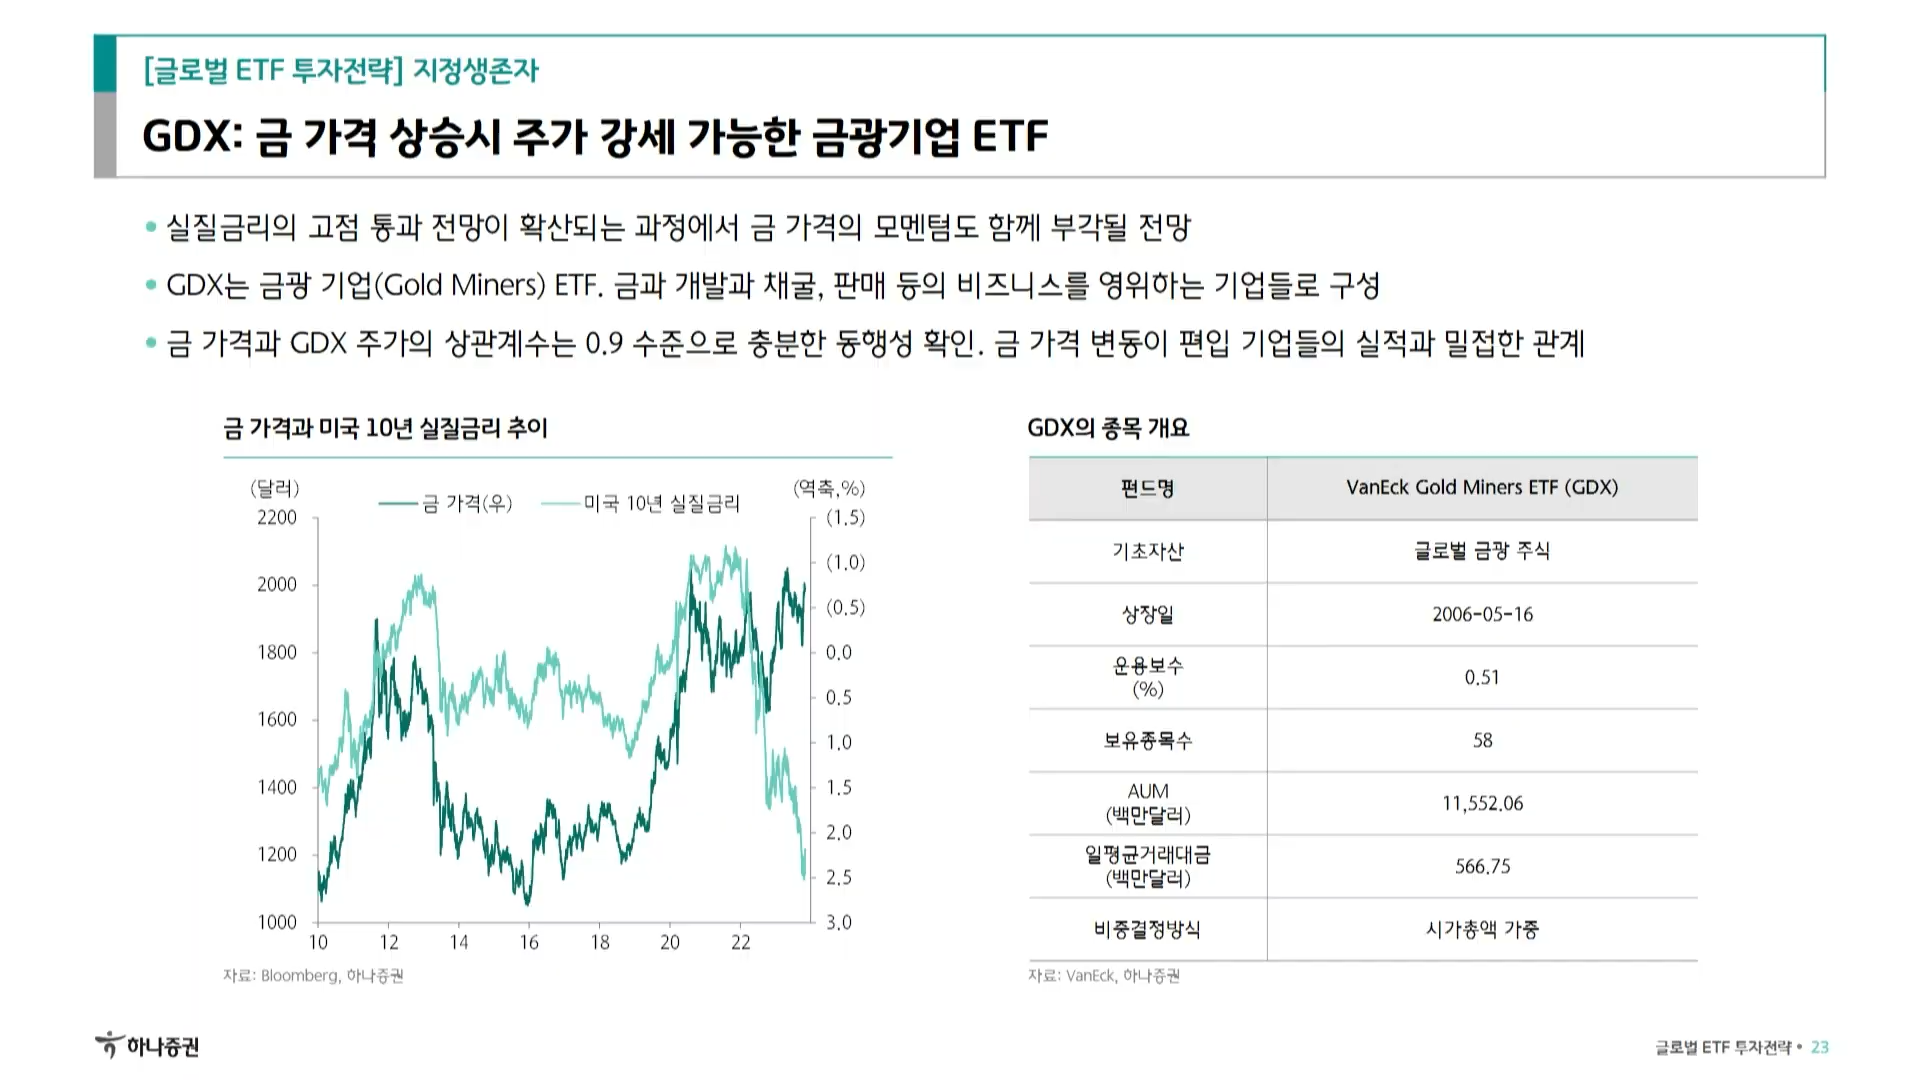 [글로벌 ETF 투자전략] 지정생존자
GDX: 금 가격 상승시 주가 강세 가능한 금광기업 ETF
• 실질금리의 고점 통과 전망이 확산되는 과정에서 금 가격의 모멘텀도 함께 부각될 전망
• GDX는 금광 기업(Gold Miners) ETF. 금과 개발과 채굴, 판매 등의 비즈니스를 영위하는 기업들로 구성
• 금 가격과 GDX 주가의 상관계수는 0.9 수준으로 충분한 동행성 확인. 금 가격 변동이 편입 기업들의 실적과 밀접한 관계
금 가격과 미국 10년 실질금리 추이
(달러)
(역축,%)
금 가격(우)
미국 10년 실질금리
2200
2000
1800
1600
1400
1200
1000
(1.5)
(1.0)
(0.5)
0.0
0.5
1.0
1.5
2.0
2.5
3.0
10 12 14 16 18 20 22
자료: Bloomberg, 하나증권
GDX의 종목 개요
펀드명 VanEck Gold Miners ETF (GDX)
기초자산 글로벌 금광 주식
상장일 2006-05-16
운용보수
(%)
0.51
보유종목수 58
AUM
(백만달러)
11,552.06
일평균거래대금
(백만달러)
566.75
비중결정방식 시가총액 가중
자료: VanEck, 하나증권
하나증권
글로벌 ETF 투자전략 • 23